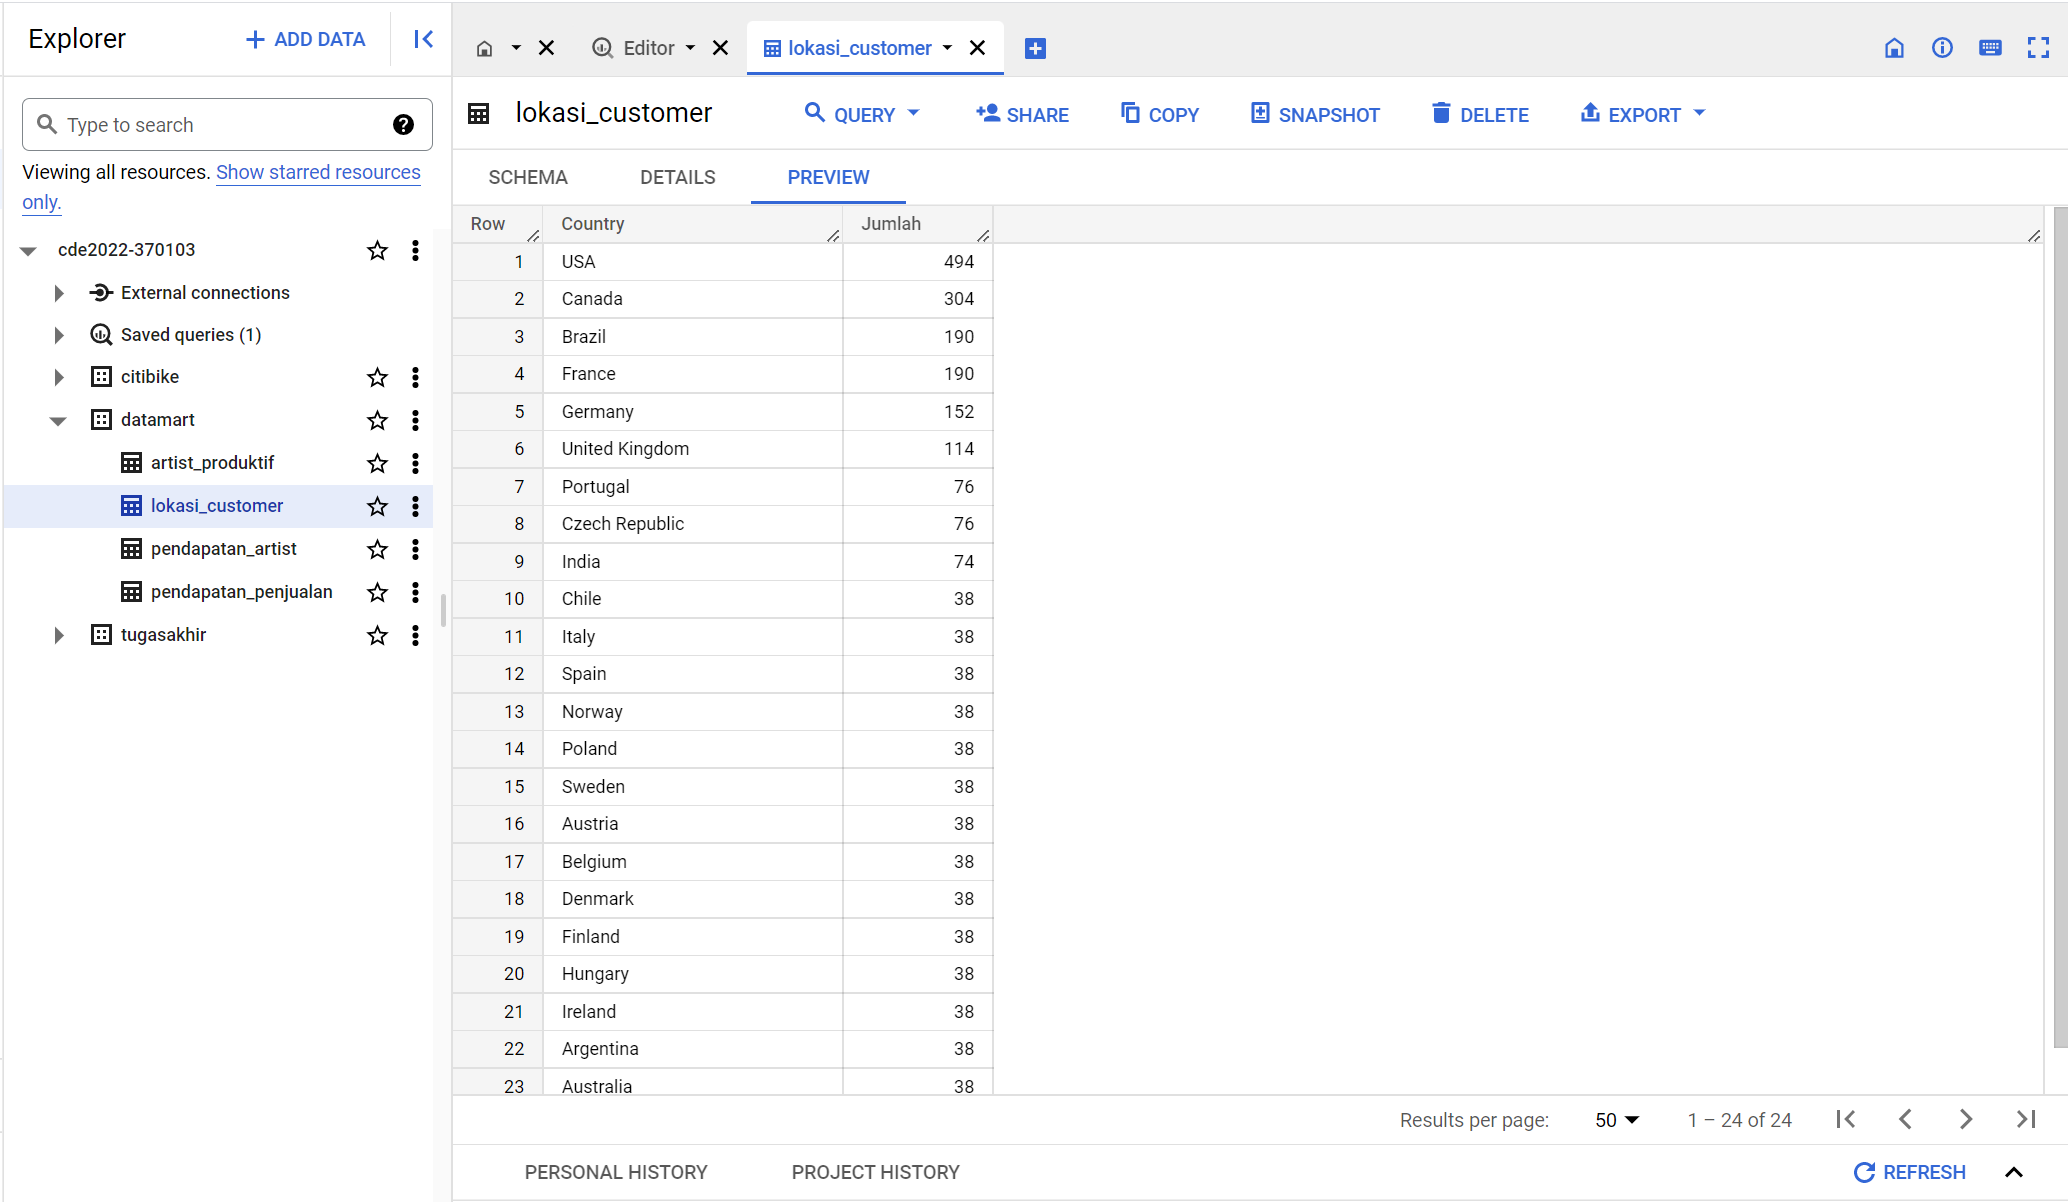 Explorer
ADD DATA
Type to search
Viewing all resources. Show starred resources
only.
cde2022-370103
External connections
Saved queries (1)
citibike
datamart
artist_produktif
lokasi_customer
pendapatan_artist
pendapatan_penjualan
tugasakhir
Editor
lokasi_customer
lokasi_customer
QUERY
SHARE
COPY
SNAPSHOT
DELETE
EXPORT
SCHEMA
DETAILS
PREVIEW
Row Country Jumlah
1 USA 494
2 Canada 304
3 Brazil 190
4 France 190
5 Germany 152
6 United Kingdom 114
7 Portugal 76
8 Czech Republic 76
9 India 74
10 Chile 38
11 Italy 38
12 Spain 38
13 Norway 38
14 Poland 38
15 Sweden 38
16 Austria 38
17 Belgium 38
18 Denmark 38
19 Finland 38
20 Hungary 38
21 Ireland 38
22 Argentina 38
23 Australia 38
Results per page: 50 1 – 24 of 24
PERSONAL HISTORY
PROJECT HISTORY
REFRESH